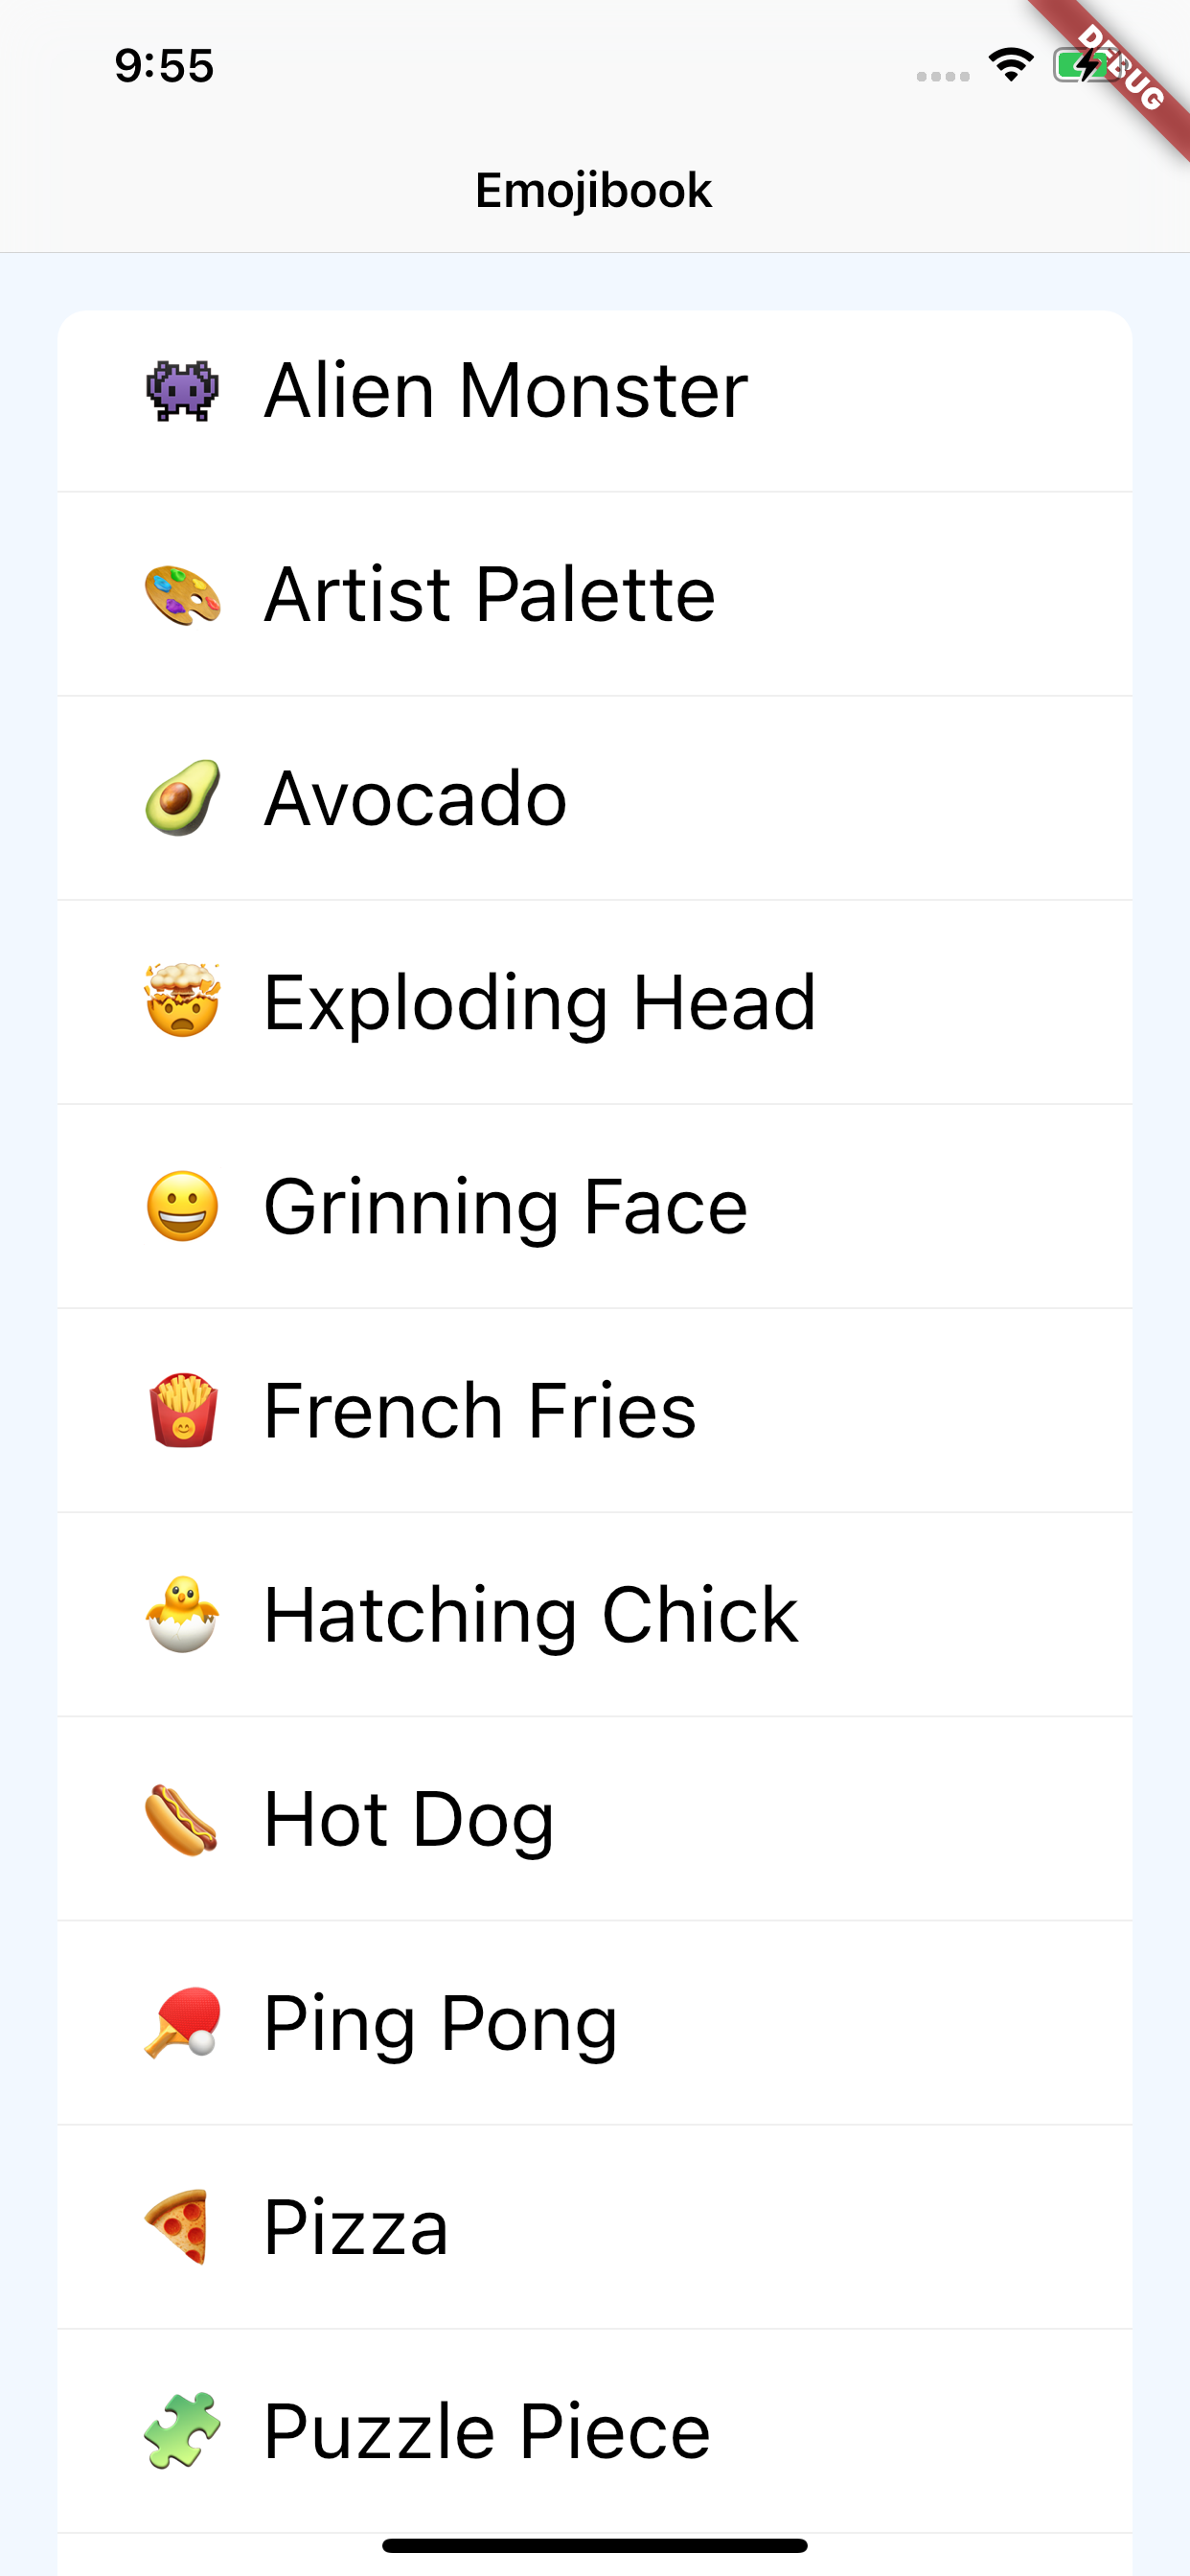 9:55
DEBUG
Emojibook
Alien Monster
Artist Palette
Avocado
Exploding Head
Grinning Face
French Fries
Hatching Chick
Hot Dog
Ping Pong
Pizza
Puzzle Piece